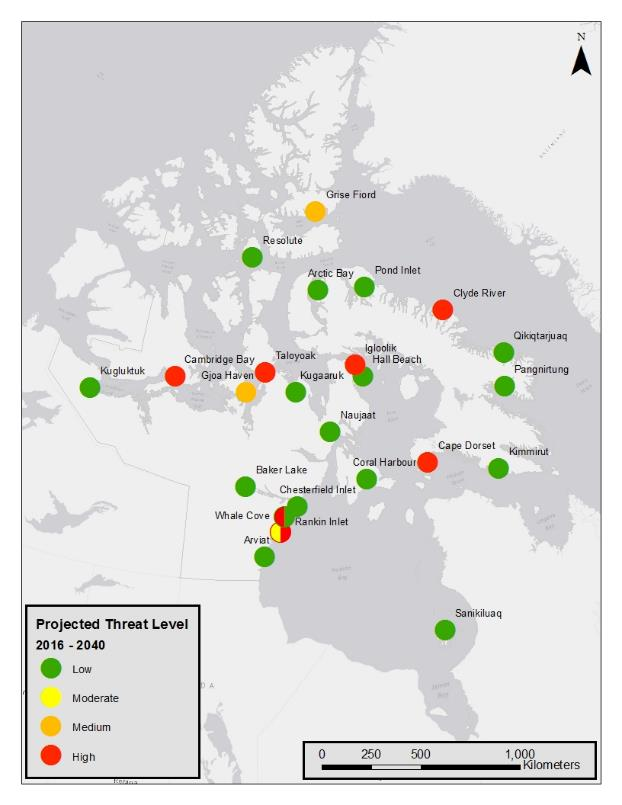 N
Grise Fiord
Resolute
Arctic Bay
Pond Inlet
Clyde River
Qikiqtarjuaq
Igloolik
Cambridge Bay
Taloyoak
Hall Beach
Pangnirtung
Kugluktuk
Gjoa Haven
Kugaaruk
Naujaat
Cape Dorset
Kimmirut
Coral Harbour
Baker Lake
Chesterfield Inlet
Whale Cove
Rankin Inlet
Arviat
Sanikiluaq
Projected Threat Level
2016 - 2040
Low
Moderate
Medium
High
D A
0 250 500 1,000
Kilometers